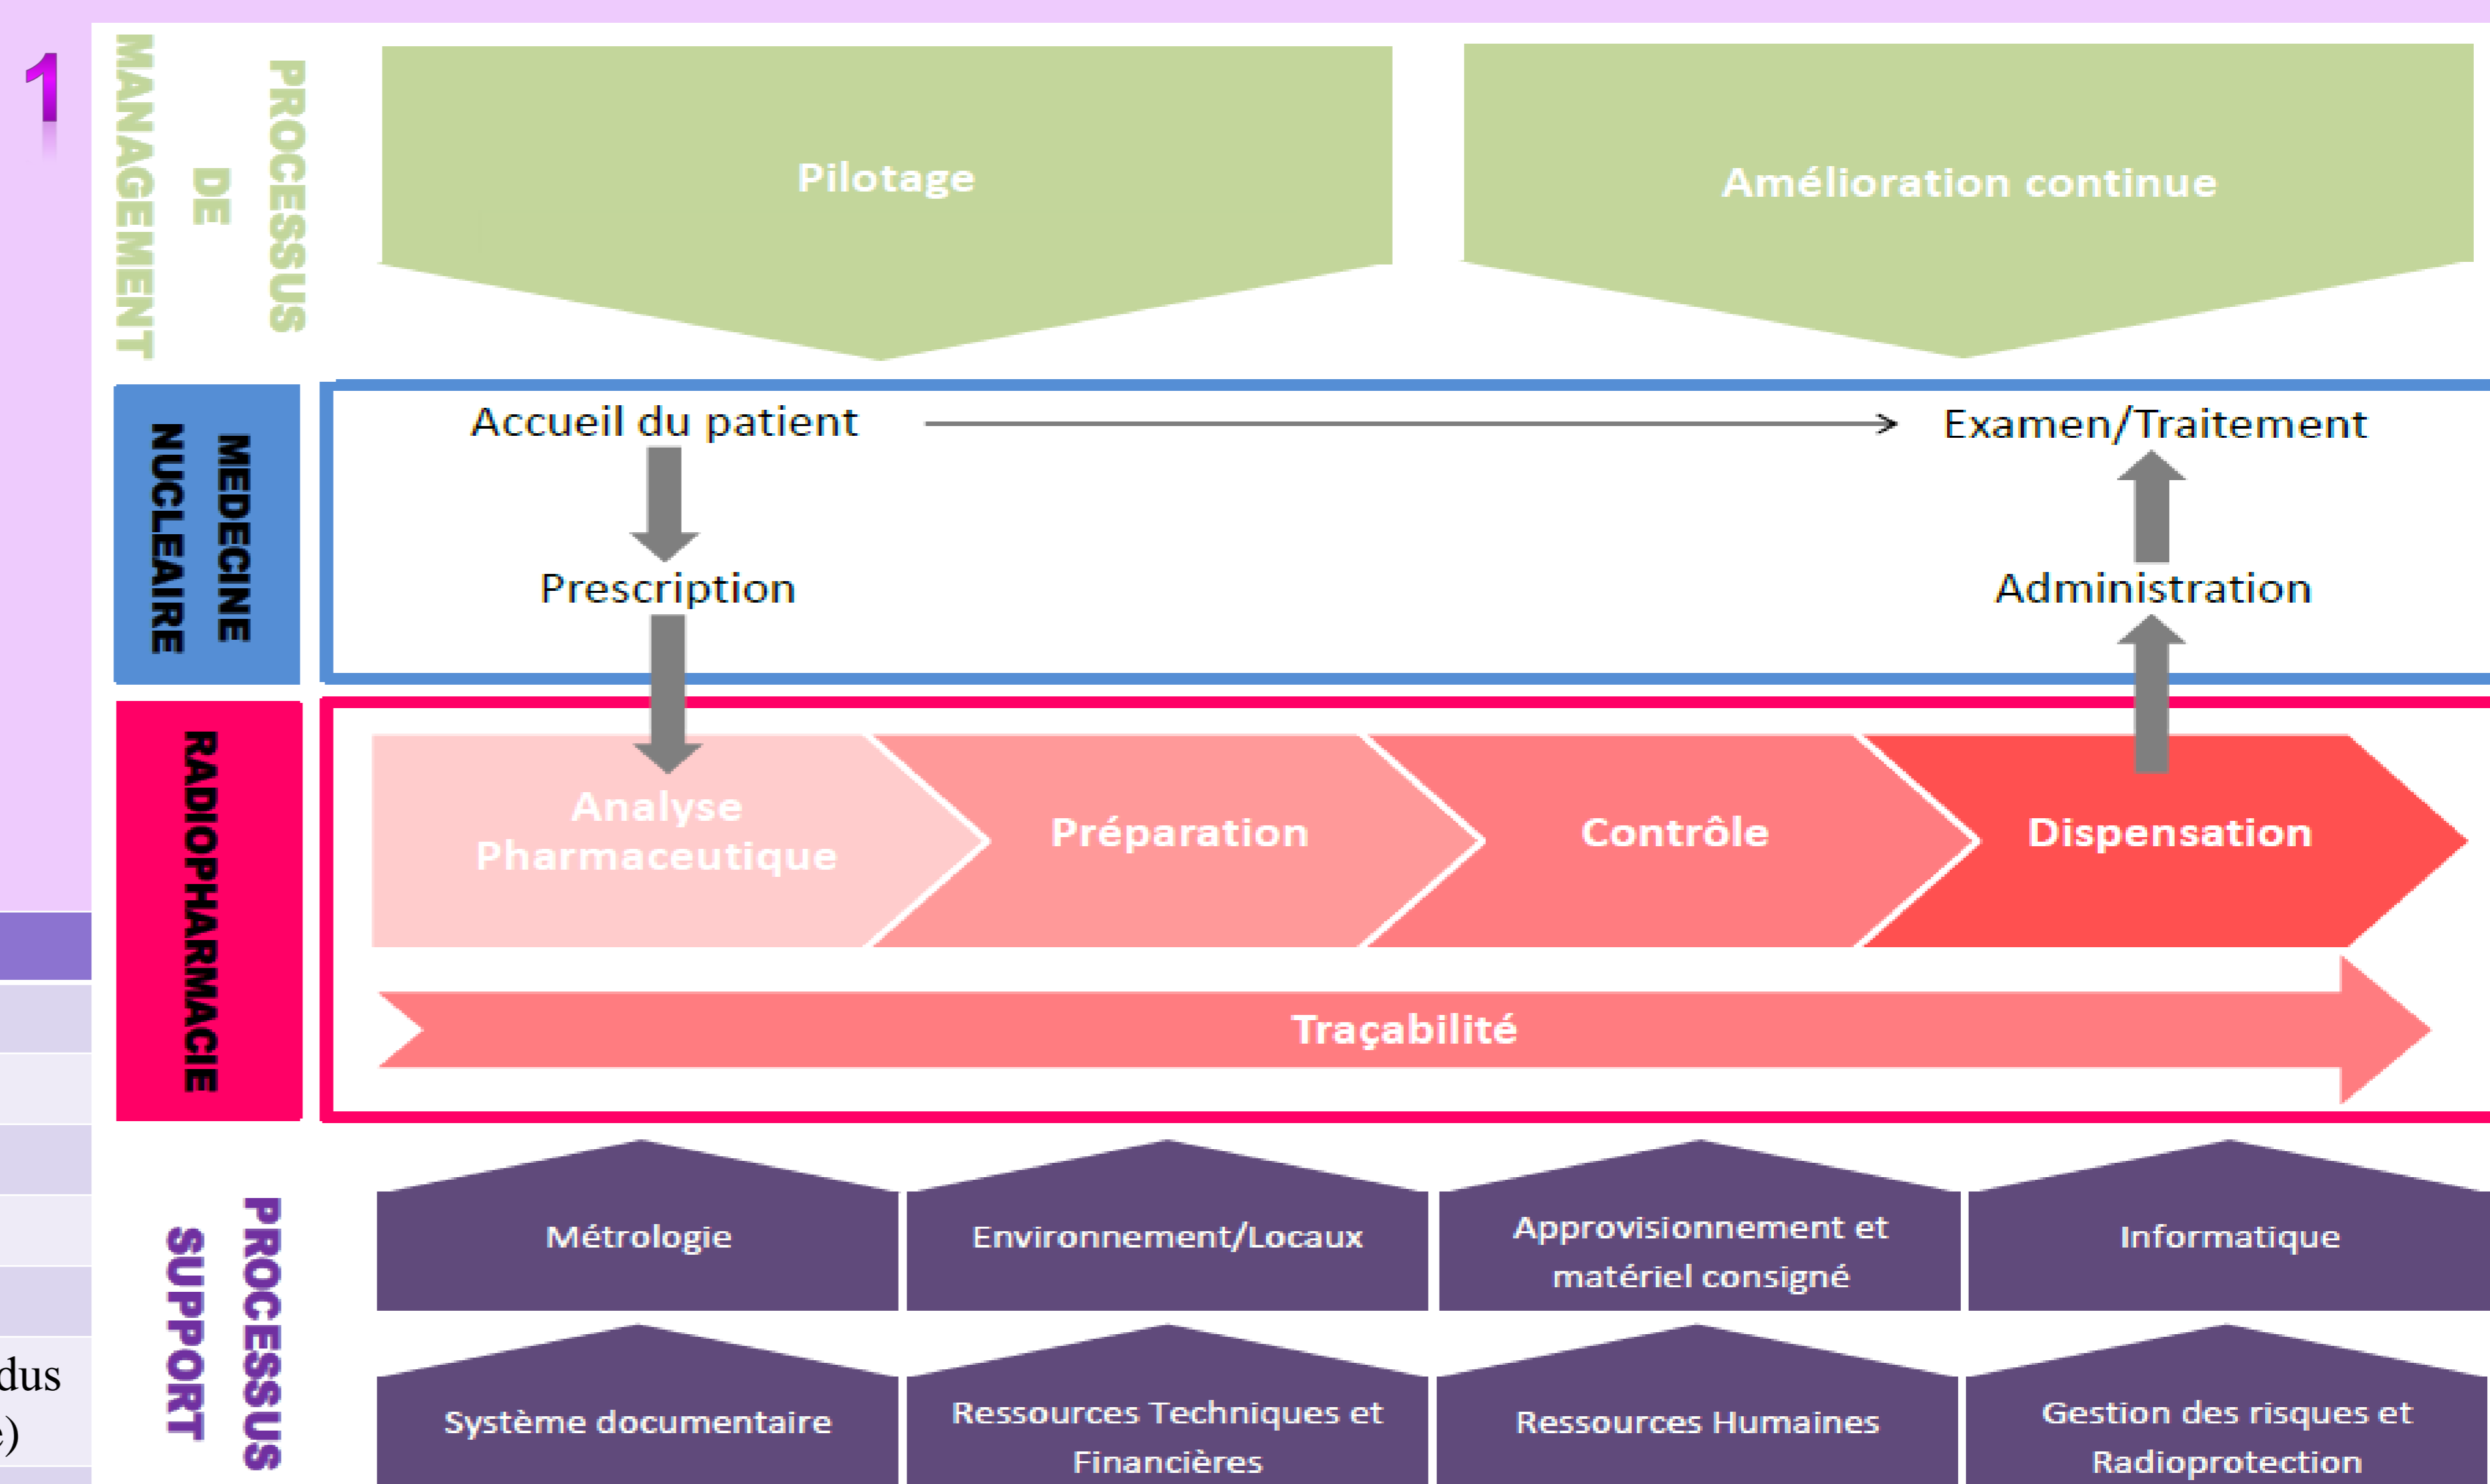 1
PROCESSUS
DE
MANAGEMENT
Pilotage
Amélioration continue
MEDECINE
NUCLEAIRE
Accueil du patient
Examen/Traitement
Prescription
Administration
RADIOPHARMACIE
Analyse
Pharmaceutique
Préparation
Contrôle
Dispensation
Traçabilité
PROCESSUS
SUPPORT
Métrologie
Environnement/Locaux
Approvisionnement et
matériel consigné
Informatique
Système documentaire
Ressources Techniques et
Financières
Ressources Humaines
Gestion des risques et
Radioprotection